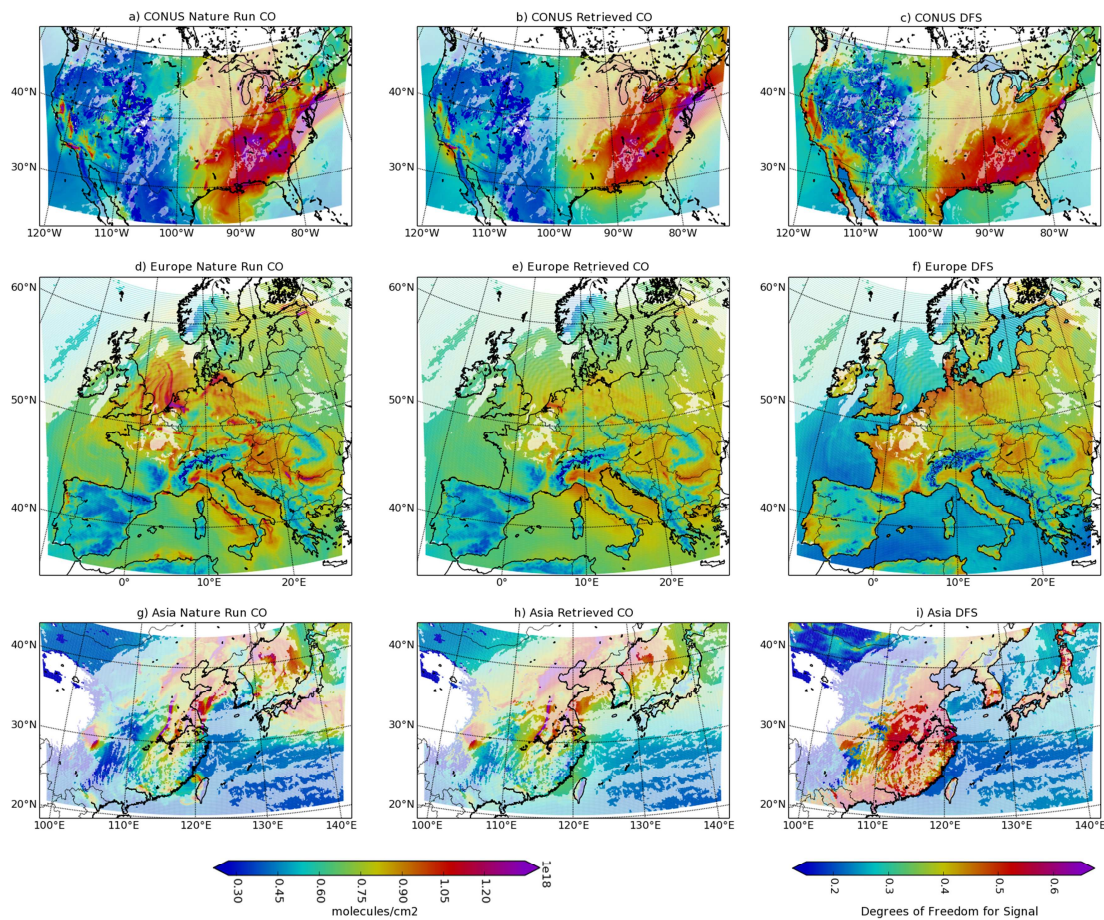 a) CONUS Nature Run CO
b) CONUS Retrieved CO
c) CONUS DFS
40°N
30°N
120°W 110°W 100°W 90°W 80°W
40°N
30°N
120°W 110°W 100°W 90°W 80°W
40°N
30°N
120°W 110°W 100°W 90°W 80°W
d) Europe Nature Run CO
e) Europe Retrieved CO
f) Europe DFS
60°N
50°N
40°N
0° 10°E 20°E
60°N
50°N
40°N
0° 10°E 20°E
60°N
50°N
40°N
0° 10°E 20°E
g) Asia Nature Run CO
h) Asia Retrieved CO
i) Asia DFS
40°N
30°N
20°N
100°E 110°E 120°E 130°E 140°E
40°N
30°N
20°N
100°E 110°E 120°E 130°E 140°E
40°N
30°N
20°N
100°E 110°E 120°E 130°E 140°E
0.30 0.45 0.60 0.75 0.90 1.05 1.20
1e18
molecules/cm2
0.2 0.3 0.4 0.5 0.6
Degrees of Freedom for Signal